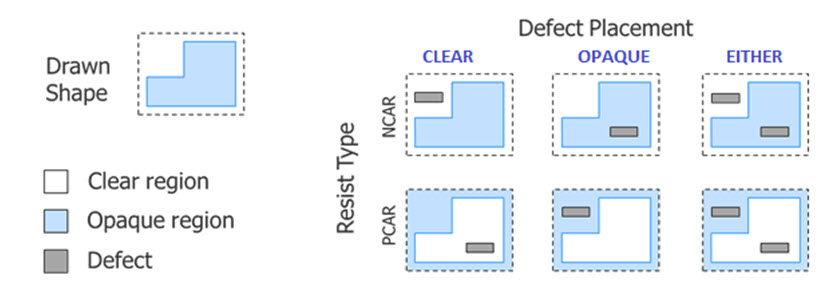 Defect Placement
CLEAR OPAQUE EITHER
Drawn
Shape
NCAR
Clear region
Opaque region
Defect
Resist Type
PCAR